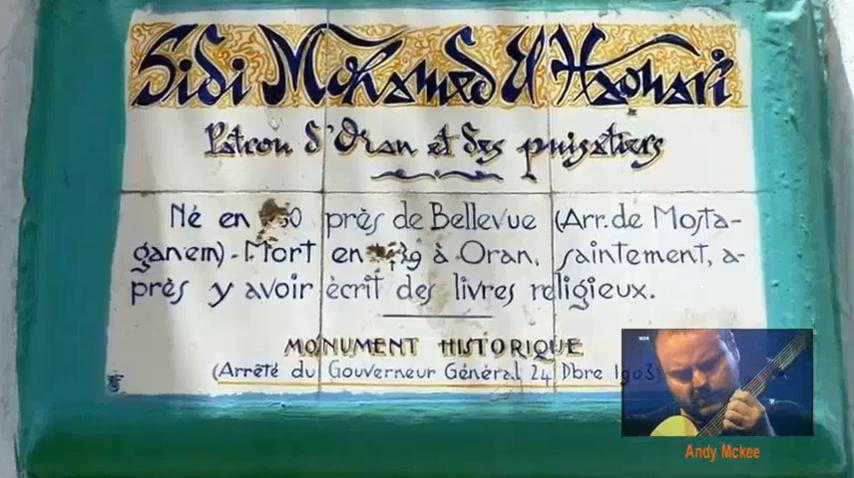 Sidi Mohamed El Haouari
Patron d'Oran et des puisatiers
Né en près de Bellevue (Arr. de Mosta-
ganem). Mort en à Oran, saintement, a-
près y avoir écrit des livres religieux.
MONUMENT HISTORIQUE
(Arrêté du Gouverneur Général 24 Dbre 1903)
Andy Mckee